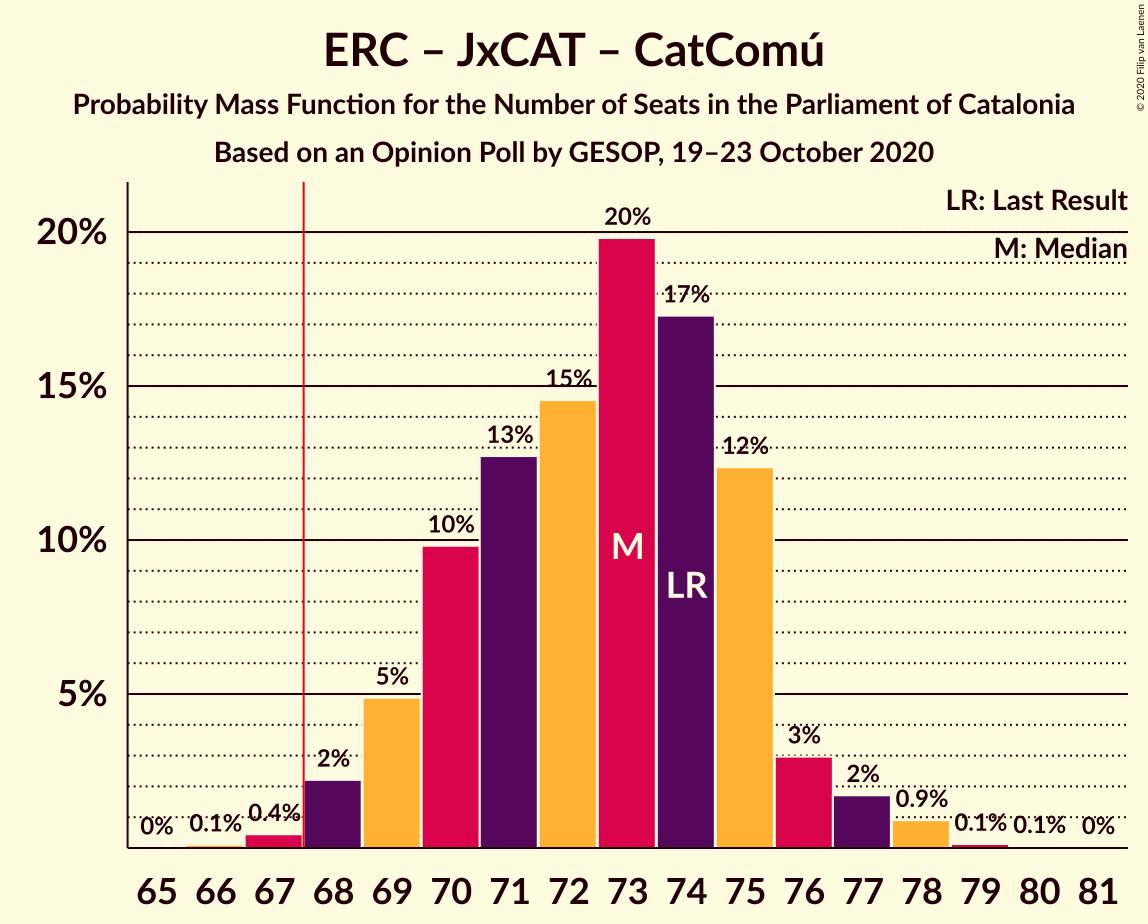 ERC – JxCAT – CatComú
Probability Mass Function for the Number of Seats in the Parliament of Catalonia
Based on an Opinion Poll by GESOP, 19–23 October 2020
© 2020 Filip van Laenen
LR: Last Result
M: Median
20%
15%
10%
5%
0%
0.1%
0.4%
2%
5%
10%
13%
15%
20%
17%
12%
3%
2%
0.9%
0.1%
0.1%
0%
M
LR
65 66 67 68 69 70 71 72 73 74 75 76 77 78 79 80 81